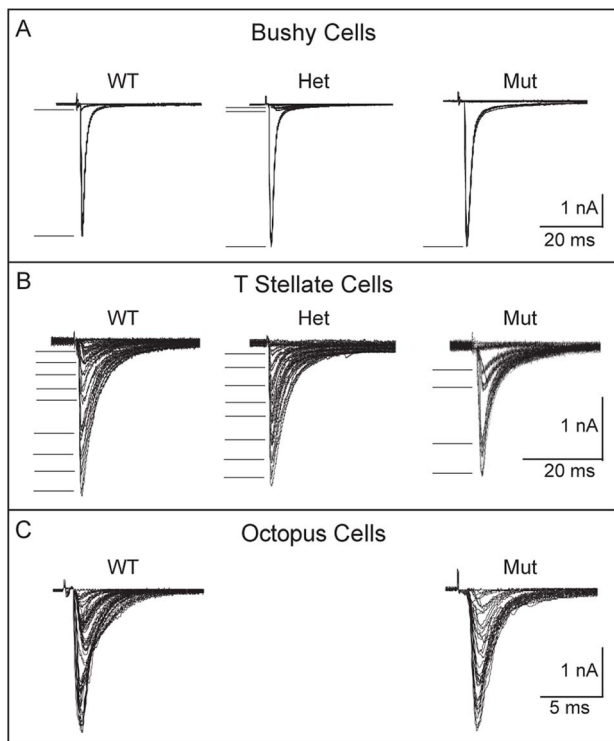 A
Bushy Cells
WT Het Mut
1 nA
20 ms
B
T Stellate Cells
WT Het Mut
1 nA
20 ms
C
Octopus Cells
WT Mut
1 nA
5 ms